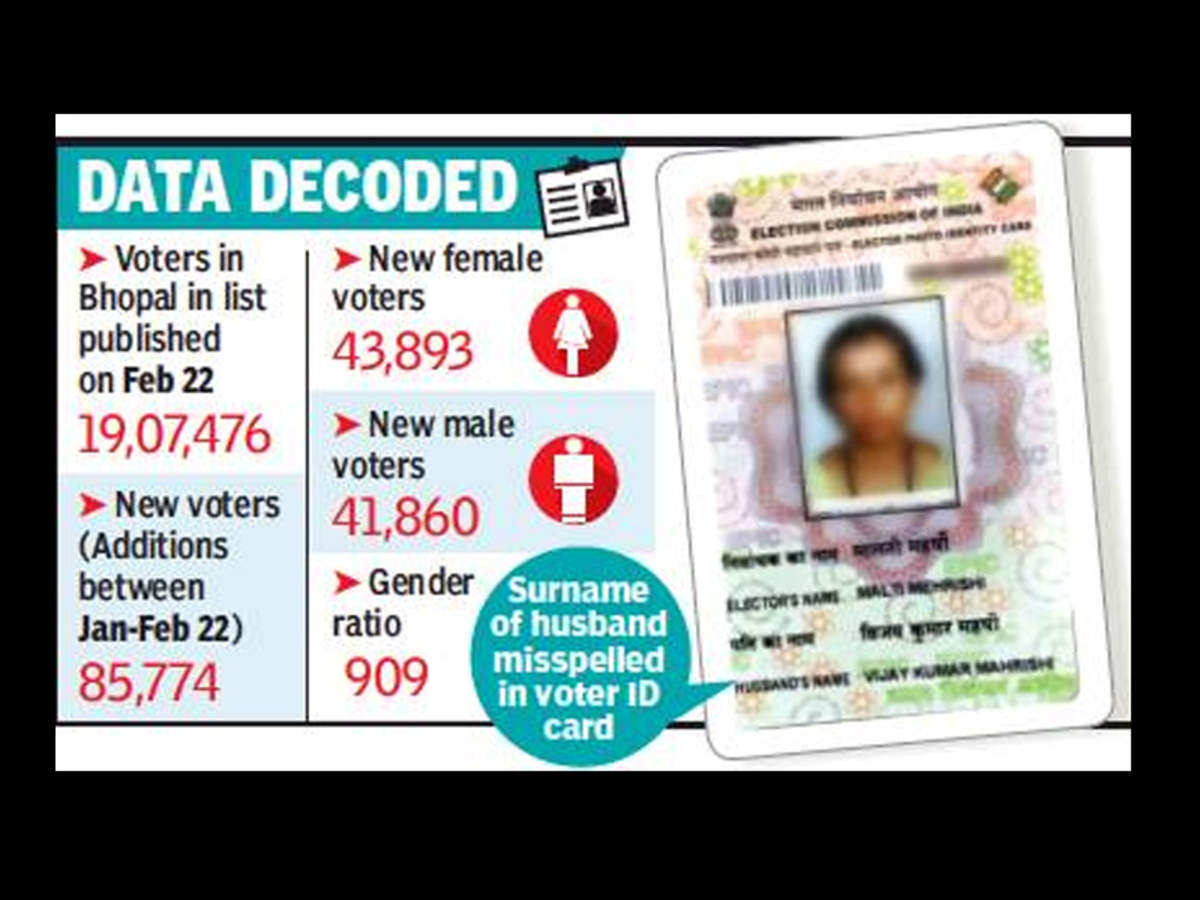 DATA DECODED
➤ Voters in
Bhopal in list
published
on Feb 22
19,07,476
➤ New voters
(Additions
between
Jan-Feb 22)
85,774
➤ New female
voters
43,893
➤ New male
voters
41,860
➤ Gender
ratio
909
Surname
of husband
misspelled
in voter ID
card
भारत निर्वाचन आयोग
ELECTION COMMISSION OF INDIA
ELECTOR PHOTO IDENTITY CARD
निर्वाचक का नाम मालती महर्षी
ELECTOR'S NAME MALTI MEHRISHI
पति का नाम विजय कुमार महर्षी
HUSBAND'S NAME VIJAY KUMAR MAHRISHI